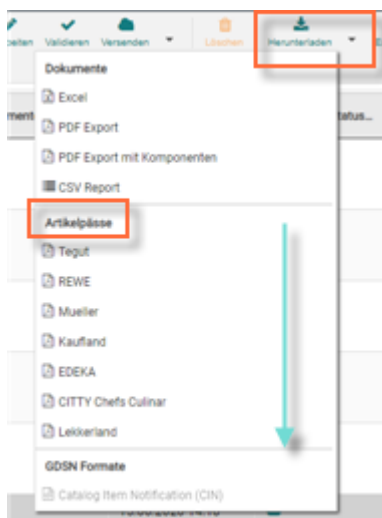 Validieren Versenden Löschen Herunterladen
Dokumente
Excel
PDF Export
PDF Export mit Komponenten
CSV Report
Artikelpässe
Tegut
REWE
Mueller
Kaufland
EDEKA
CITTY Chefs Culinar
Lekkerland
GDSN Formate
Catalog Item Notification (CIN)